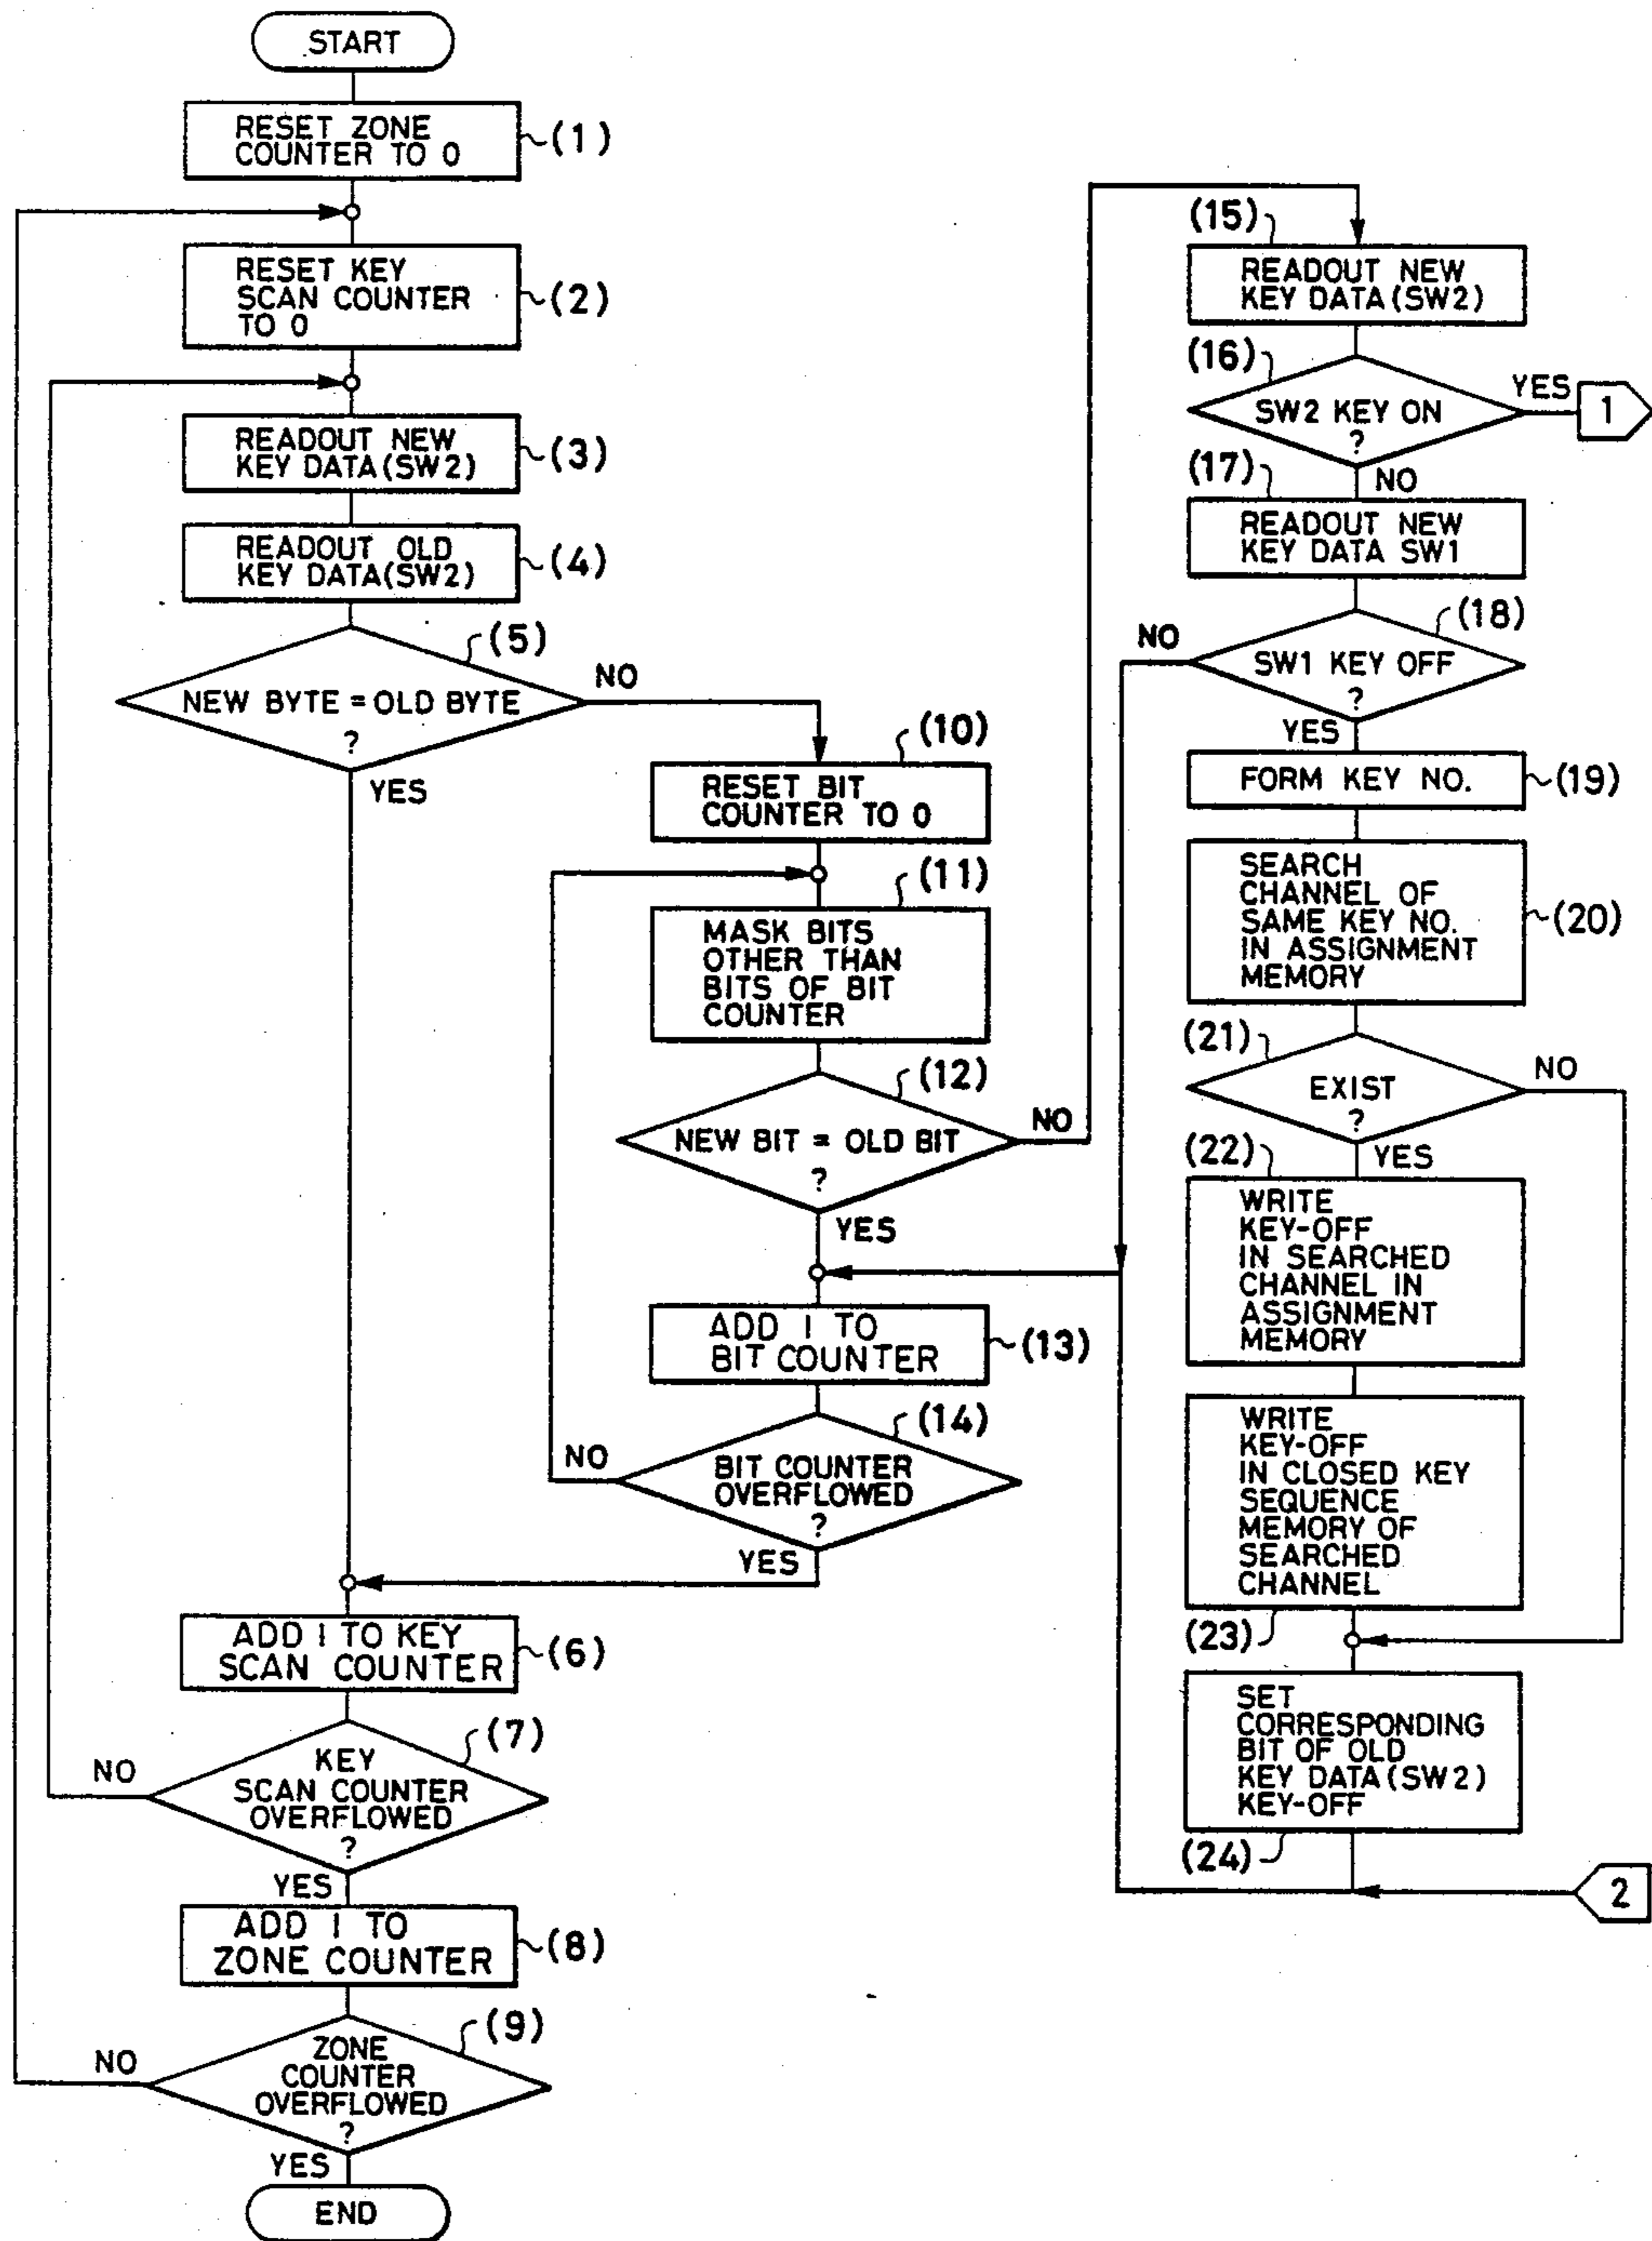 START
RESET ZONE
COUNTER TO 0
(1)
RESET KEY
SCAN COUNTER
TO 0
(2)
READOUT NEW
KEY DATA(SW2)
(3)
READOUT OLD
KEY DATA(SW2)
(4)
(5)
NEW BYTE = OLD BYTE
?
NO
YES
ADD 1 TO KEY
SCAN COUNTER
(6)
(7)
KEY
SCAN COUNTER
OVERFLOWED
?
NO
YES
ADD 1 TO
ZONE COUNTER
(8)
(9)
ZONE
COUNTER
OVERFLOWED
?
NO
YES
END
(10)
RESET BIT
COUNTER TO 0
(11)
MASK BITS
OTHER THAN
BITS OF BIT
COUNTER
(12)
NEW BIT = OLD BIT
?
NO
YES
ADD 1 TO
BIT COUNTER
(13)
(14)
BIT COUNTER
OVERFLOWED
?
NO
YES
(15)
READOUT NEW
KEY DATA(SW2)
(16)
SW2 KEY ON
?
YES
1
NO
(17)
READOUT NEW
KEY DATA SW1
(18)
SW1 KEY OFF
?
NO
YES
FORM KEY NO.
(19)
SEARCH
CHANNEL OF
SAME KEY NO.
IN ASSIGNMENT
MEMORY
(20)
(21)
EXIST
?
NO
YES
(22)
WRITE
KEY-OFF
IN SEARCHED
CHANNEL IN
ASSIGNMENT
MEMORY
WRITE
KEY-OFF
IN CLOSED KEY
SEQUENCE
MEMORY OF
SEARCHED
CHANNEL
(23)
SET
CORRESPONDING
BIT OF OLD
KEY DATA(SW2)
KEY-OFF
(24)
2